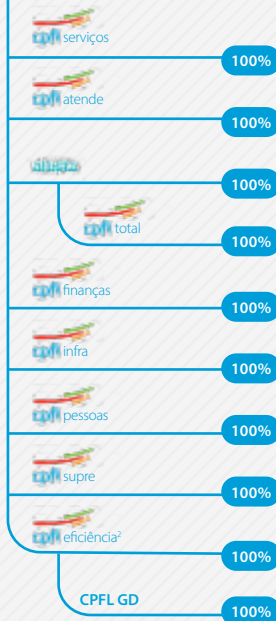 cpfl serviços
100%
cpfl atende
100%
100%
cpfl total
100%
cpfl finanças
100%
cpfl infra
100%
cpfl pessoas
100%
cpfl supre
100%
cpfl eficiência²
100%
CPFL GD
100%